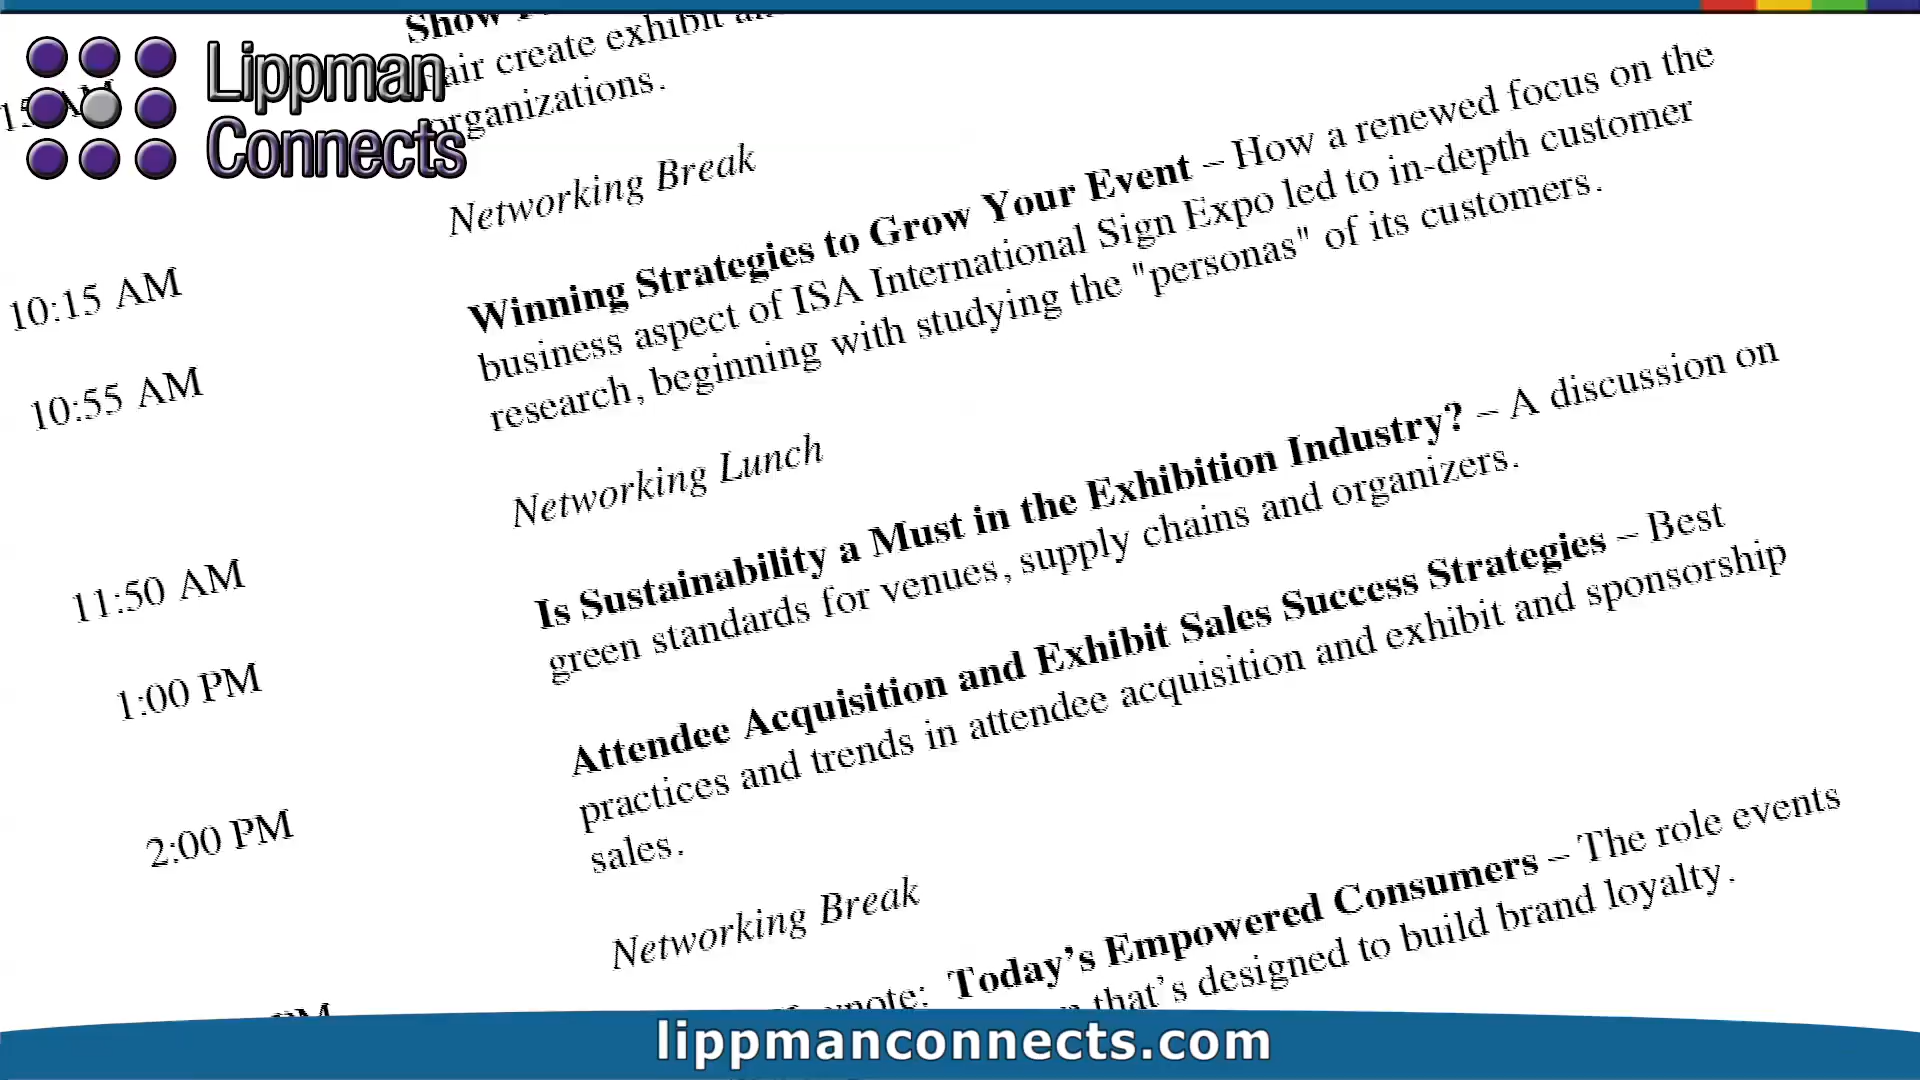 Lippman
Connects
Show
create exhibit
organizations.
Networking Break
10:15 AM
Winning Strategies to Grow Your Event – How a renewed focus on the
business aspect of ISA International Sign Expo led to in-depth customer
research, beginning with studying the "personas" of its customers.
10:55 AM
Networking Lunch
11:50 AM
Is Sustainability a Must in the Exhibition Industry? – A discussion on
green standards for venues, supply chains and organizers.
1:00 PM
Attendee Acquisition and Exhibit Sales Success Strategies – Best
practices and trends in attendee acquisition and exhibit and sponsorship
sales.
2:00 PM
Networking Break
Today’s Empowered Consumers – The role events
that’s designed to build brand loyalty.
PM
lippmanconnects.com